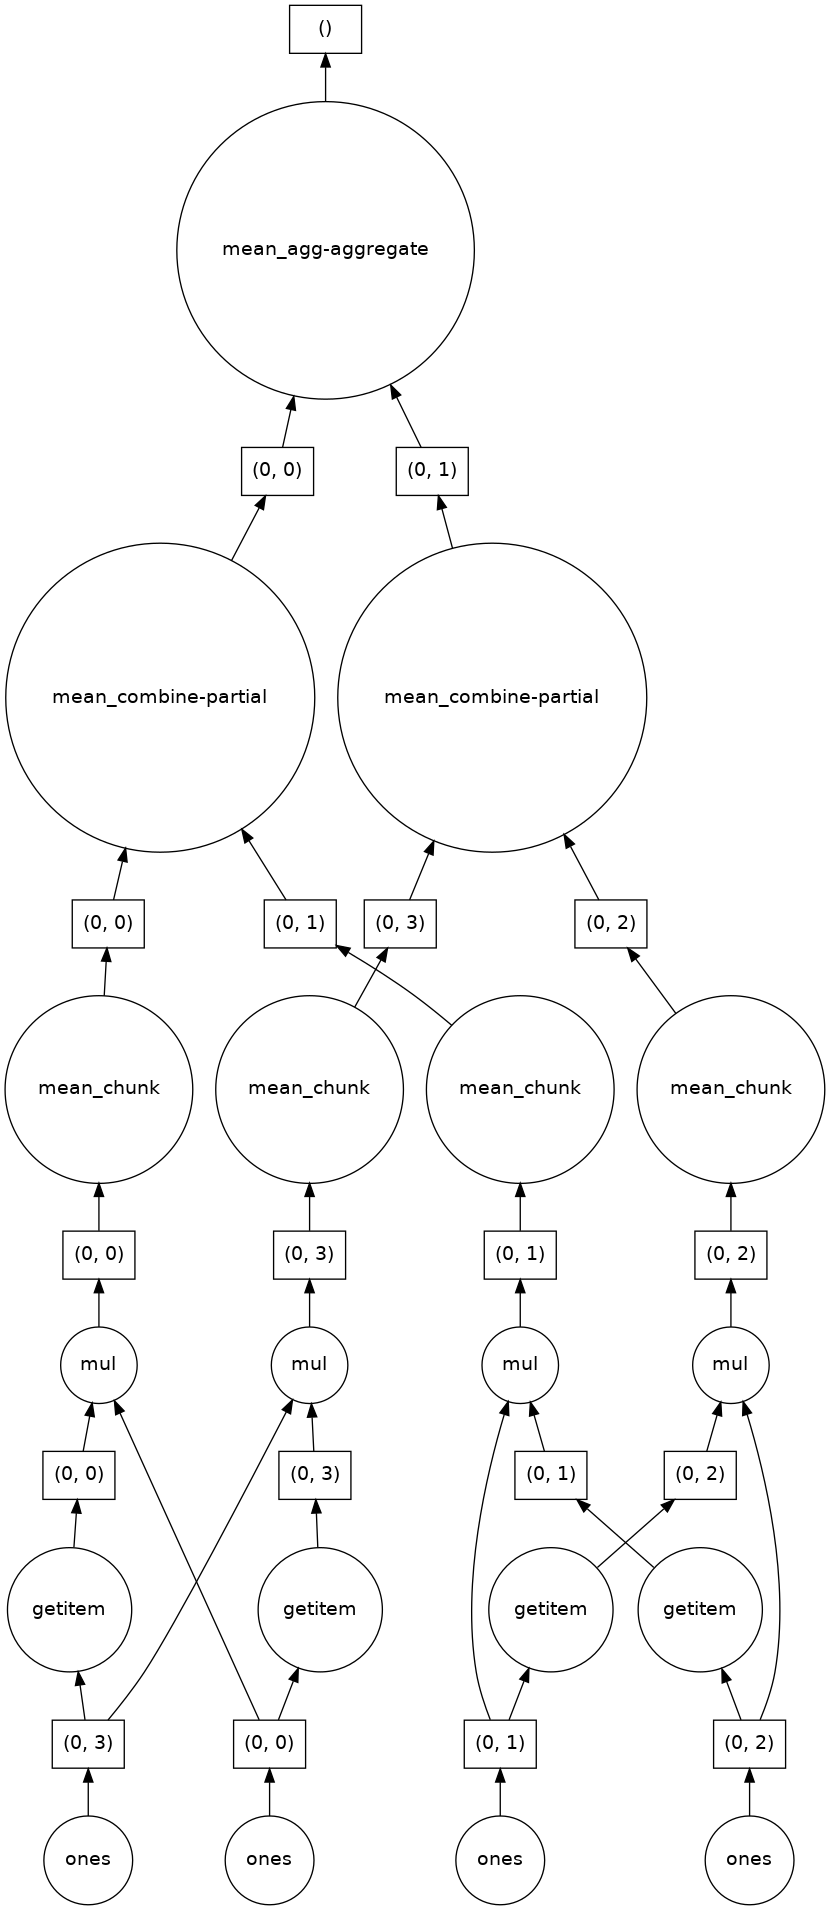 ()
mean_agg-aggregate
(0, 0)
(0, 1)
mean_combine-partial
mean_combine-partial
(0, 0)
(0, 1)
(0, 3)
(0, 2)
mean_chunk
mean_chunk
mean_chunk
mean_chunk
(0, 0)
(0, 3)
(0, 1)
(0, 2)
mul
mul
mul
mul
(0, 0)
(0, 3)
(0, 1)
(0, 2)
getitem
getitem
getitem
getitem
(0, 3)
(0, 0)
(0, 1)
(0, 2)
ones
ones
ones
ones